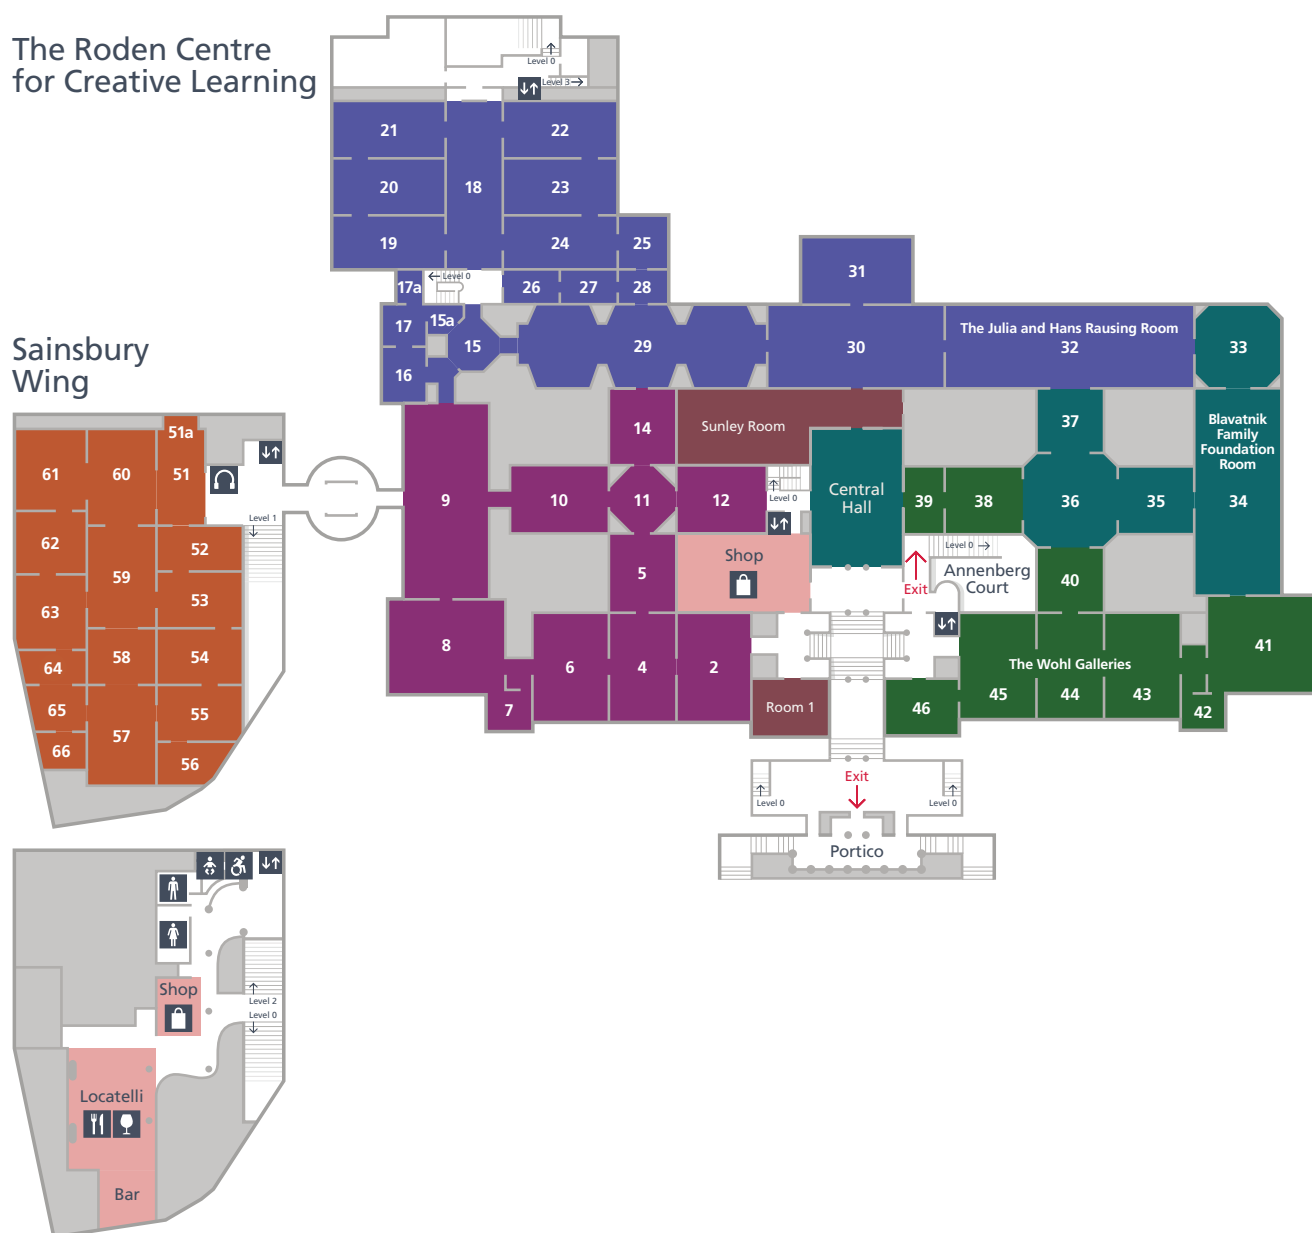 The Roden Centre
for Creative Learning
Level 0
Level 3
21
22
20
18
23
19
24
25
17a
Level 0
26
27
28
31
17
15a
15
29
30
The Julia and Hans Rausing Room
32
33
16
Sainsbury
Wing
14
Sunley Room
37
Blavatnik
Family
Foundation
Room
34
51a
61
60
51
9
10
11
12
Level 0
Central
Hall
39
38
36
35
Level 1
62
52
59
5
Shop
Exit
Level 0
Annenberg
Court
40
63
53
64
58
54
8
6
4
2
The Wohl Galleries
45
44
43
41
65
57
55
7
Room 1
46
42
66
56
Exit
Level 0
Level 0
Portico
Shop
Level 2
Level 0
Locatelli
Bar